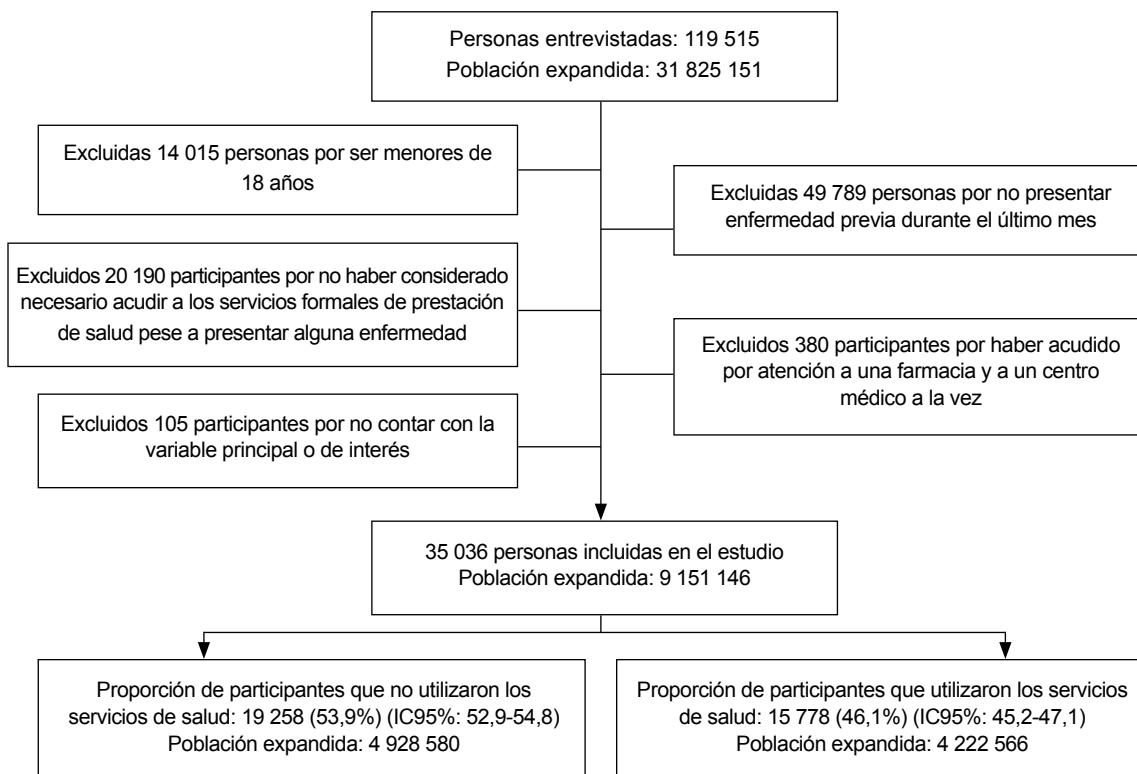 Personas entrevistadas: 119 515
Población expandida: 31 825 151
Excluidas 14 015 personas por ser menores de
18 años
Excluidas 49 789 personas por no presentar
enfermedad previa durante el último mes
Excluidos 20 190 participantes por no haber considerado
necesario acudir a los servicios formales de prestación
de salud pese a presentar alguna enfermedad
Excluidos 380 participantes por haber acudido
por atención a una farmacia y a un centro
médico a la vez
Excluidos 105 participantes por no contar con la
variable principal o de interés
35 036 personas incluidas en el estudio
Población expandida: 9 151 146
Proporción de participantes que no utilizaron los
servicios de salud: 19 258 (53,9%) (IC95%: 52,9-54,8)
Población expandida: 4 928 580
Proporción de participantes que utilizaron los servicios
de salud: 15 778 (46,1%) (IC95%: 45,2-47,1)
Población expandida: 4 222 566